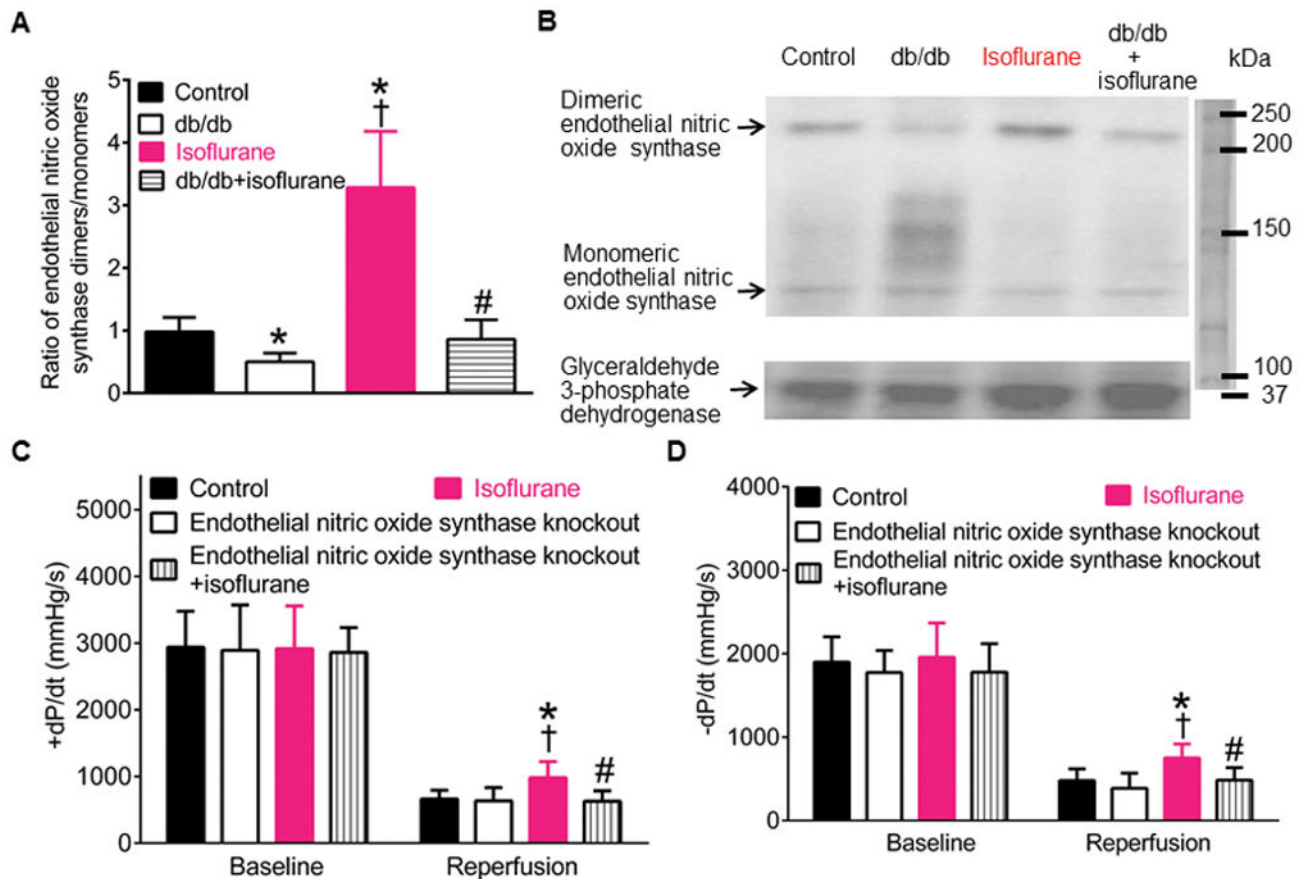 A
Ratio of endothelial nitric oxide
synthase dimers/monomers
5
4
3
2
1
0
Control
db/db
Isoflurane
db/db+isoflurane
*
*
†
#
B
Control
db/db
Isoflurane
db/db
+
isoflurane
kDa
Dimeric
endothelial nitric
oxide synthase
Monomeric
endothelial nitric
oxide synthase
Glyceraldehyde
3-phosphate
dehydrogenase
250
200
150
100
37
C
+dP/dt (mmHg/s)
5000
4000
3000
2000
1000
0
Control
Isoflurane
Endothelial nitric oxide synthase knockout
Endothelial nitric oxide synthase knockout
+isoflurane
*
†
#
Baseline
Reperfusion
D
-dP/dt (mmHg/s)
4000
3000
2000
1000
0
Control
Isoflurane
Endothelial nitric oxide synthase knockout
Endothelial nitric oxide synthase knockout
+isoflurane
*
†
#
Baseline
Reperfusion